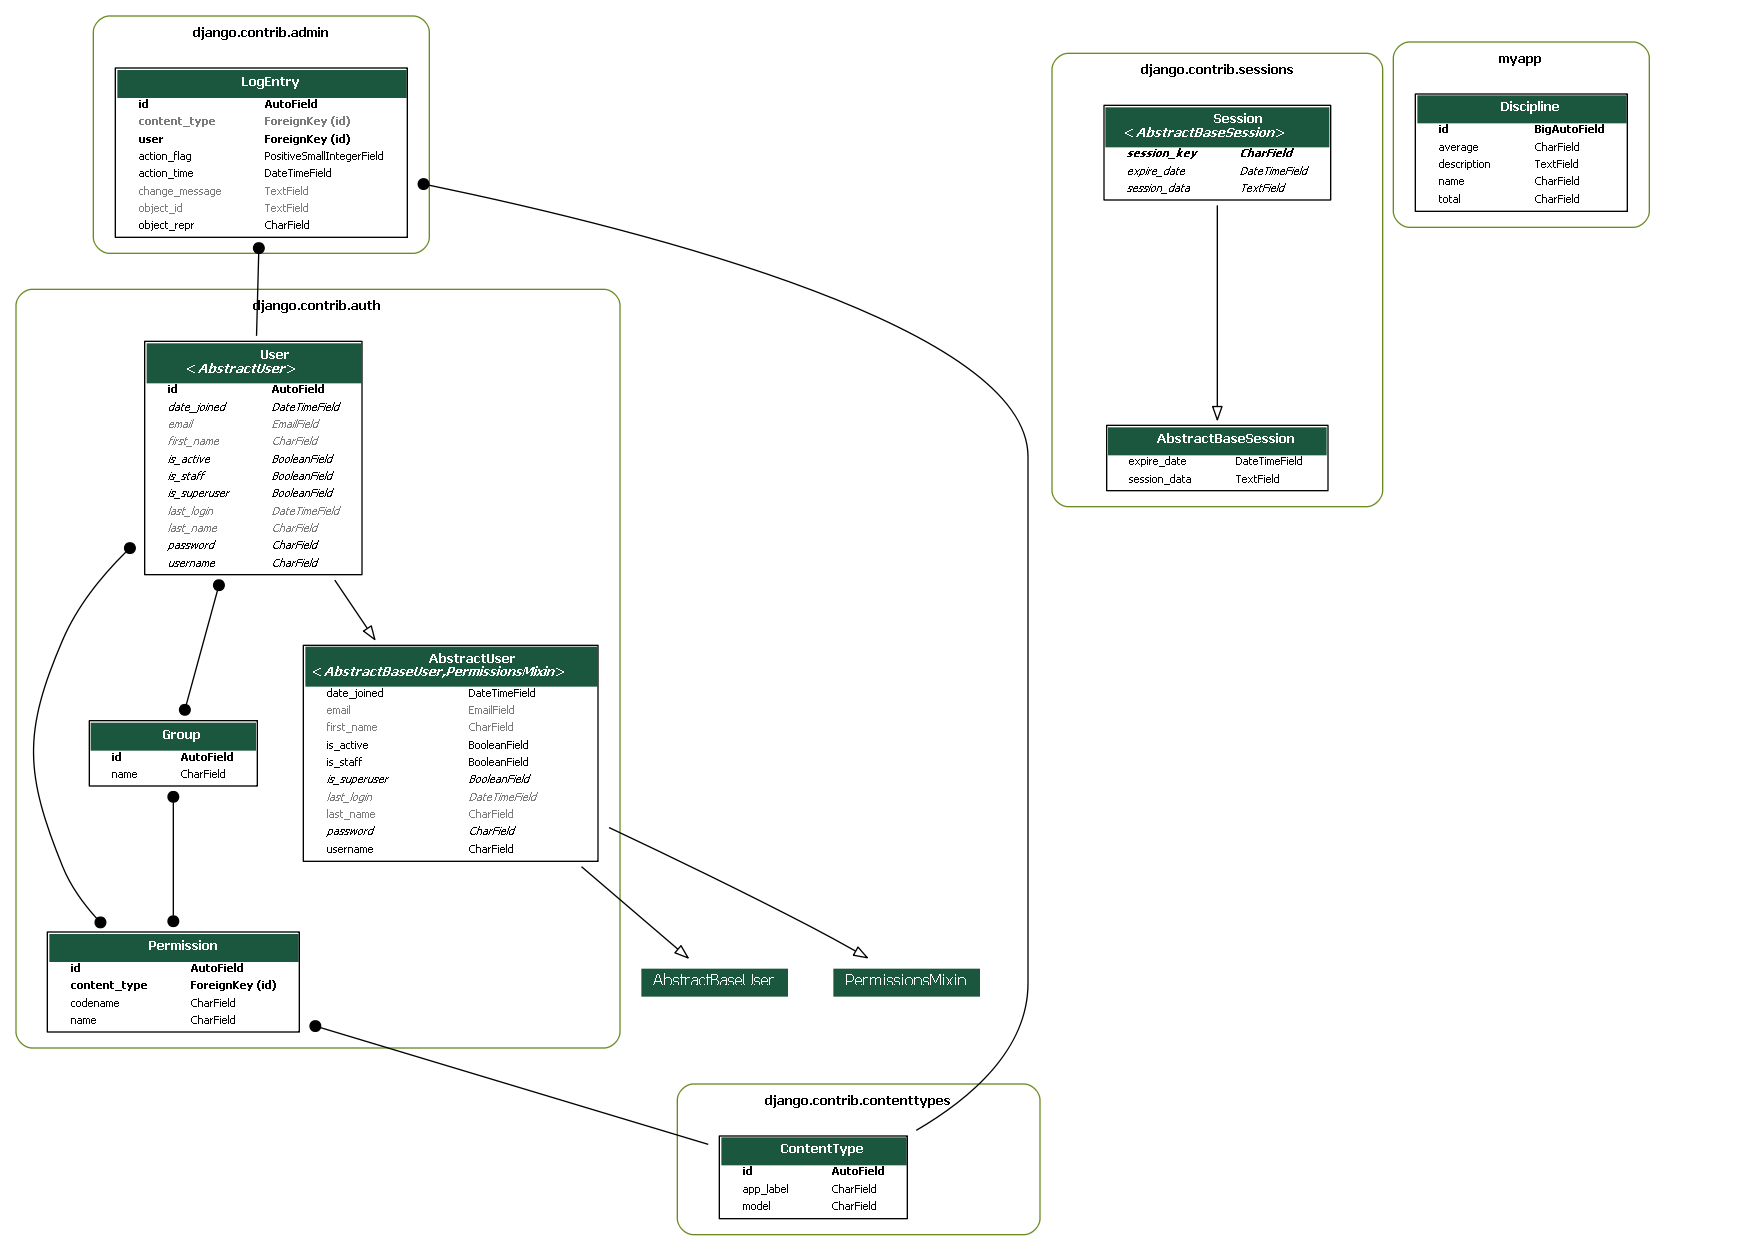 django.contrib.admin
LogEntry
id AutoField
content_type ForeignKey (id)
user ForeignKey (id)
action_flag PositiveSmallIntegerField
action_time DateTimeField
change_message TextField
object_id TextField
object_repr CharField
django.contrib.auth
User
<AbstractUser>
id AutoField
date_joined DateTimeField
email EmailField
first_name CharField
is_active BooleanField
is_staff BooleanField
is_superuser BooleanField
last_login DateTimeField
last_name CharField
password CharField
username CharField
AbstractUser
<AbstractBaseUser,PermissionsMixin>
date_joined DateTimeField
email EmailField
first_name CharField
is_active BooleanField
is_staff BooleanField
is_superuser BooleanField
last_login DateTimeField
last_name CharField
password CharField
username CharField
Group
id AutoField
name CharField
Permission
id AutoField
content_type ForeignKey (id)
codename CharField
name CharField
AbstractBaseUser
PermissionsMixin
django.contrib.contenttypes
ContentType
id AutoField
app_label CharField
model CharField
django.contrib.sessions
Session
<AbstractBaseSession>
session_key CharField
expire_date DateTimeField
session_data TextField
AbstractBaseSession
expire_date DateTimeField
session_data TextField
myapp
Discipline
id BigAutoField
average CharField
description TextField
name CharField
total CharField